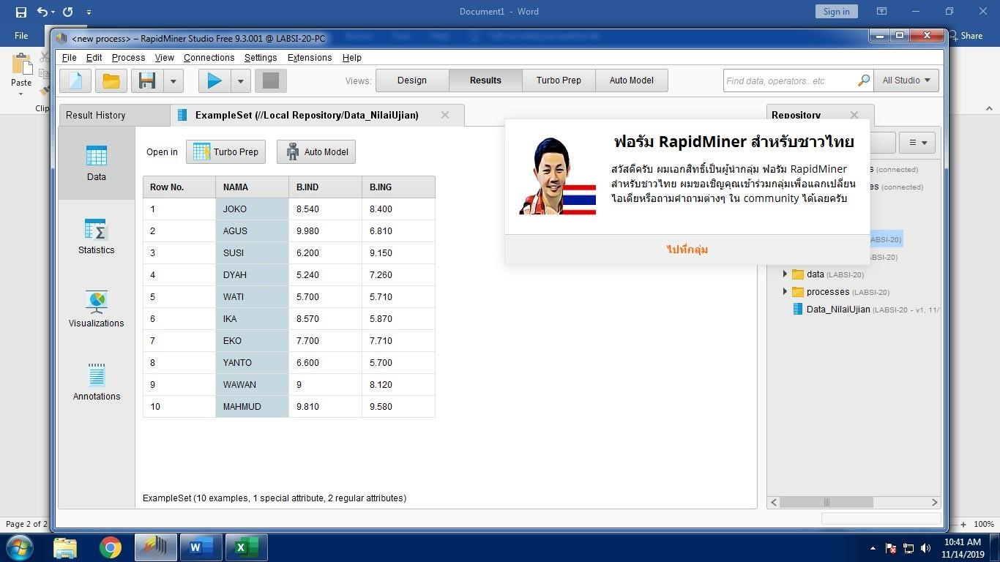 Document1 - Word
Sign in
File
Share
<new process> – RapidMiner Studio Free 9.3.001 @ LABSI-20-PC
File Edit Process View Connections Settings Extensions Help
Paste
Clip
Views: Design Results Turbo Prep Auto Model
Find data, operators...etc
All Studio
Result History
ExampleSet (//Local Repository/Data_NilaiUjian)
Repository
Open in Turbo Prep Auto Model
Data
Statistics
Visualizations
Annotations
Row No. NAMA B.IND B.ING
1 JOKO 8.540 8.400
2 AGUS 9.980 6.810
3 SUSI 6.200 9.150
4 DYAH 5.240 7.260
5 WATI 5.700 5.710
6 IKA 8.570 5.870
7 EKO 7.700 7.710
8 YANTO 6.600 5.700
9 WAWAN 9 8.120
10 MAHMUD 9.810 9.580
ExampleSet (10 examples, 1 special attribute, 2 regular attributes)
ฟอรัม RapidMiner สำหรับชาวไทย
สวัสดีครับ ผมเอกสิทธิ์เป็นผู้นำกลุ่ม ฟอรัม RapidMiner
สำหรับชาวไทย ผมขอเชิญคุณเข้าร่วมกลุ่มเพื่อแลกเปลี่ยน
ไอเดียหรือถามคำถามต่างๆ ใน community ได้เลยครับ
ไปที่กลุ่ม
s (connected)
es (connected)
ABSI-20)
BSI-20)
data (LABSI-20)
processes (LABSI-20)
Data_NilaiUjian (LABSI-20 - v1, 11/
Page 2 of 2
100%
10:41 AM
11/14/2019